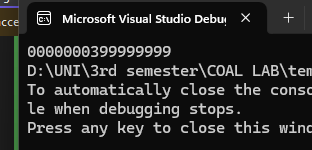 Microsoft Visual Studio Debug
0000000399999999
D:\UNI\3rd semester\COAL LAB\tem
To automatically close the conso
le when debugging stops.
Press any key to close this wind